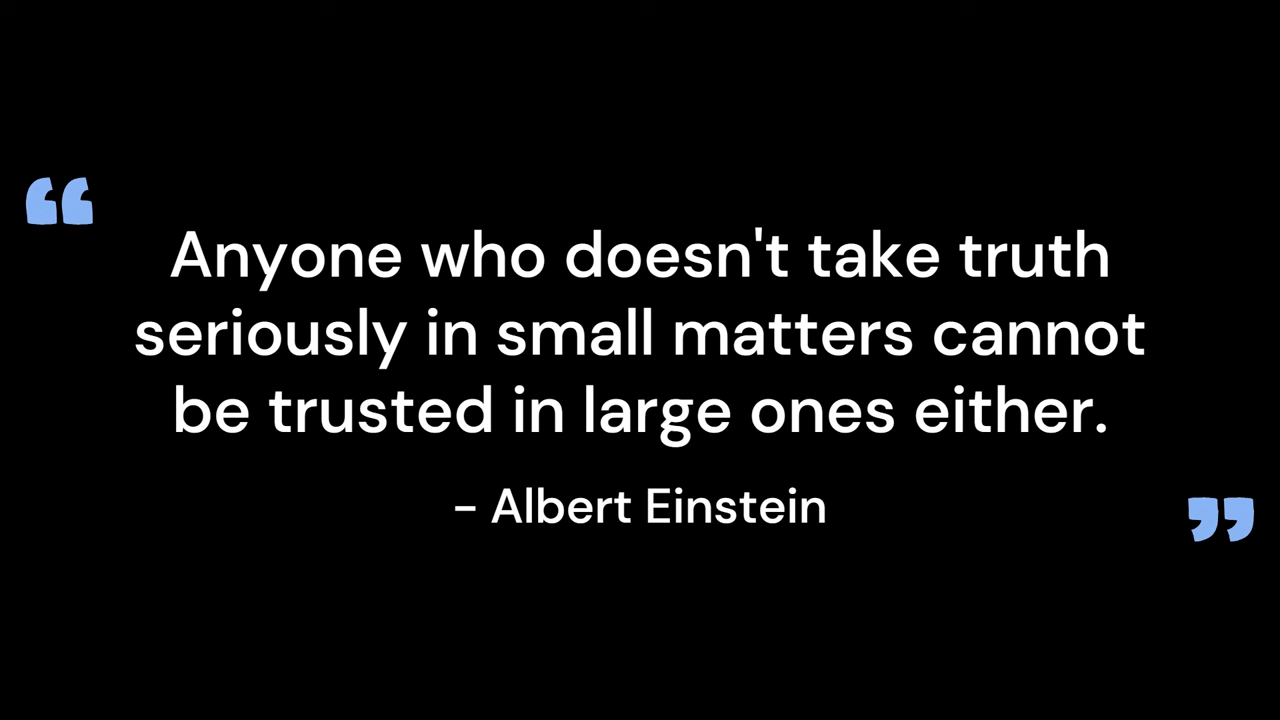 “
Anyone who doesn't take truth
seriously in small matters cannot
be trusted in large ones either.
– Albert Einstein
”